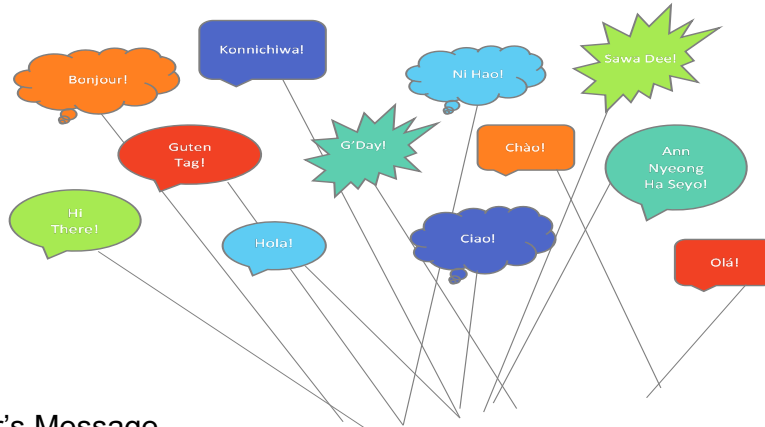 Konnichiwa!
Bonjour!
Ni Hao!
Sawa Dee!
Guten
Tag!
G'Day!
Chào!
Ann
Nyeong
Ha Seyo!
Hi
There!
Hola!
Ciao!
Olá!
Message